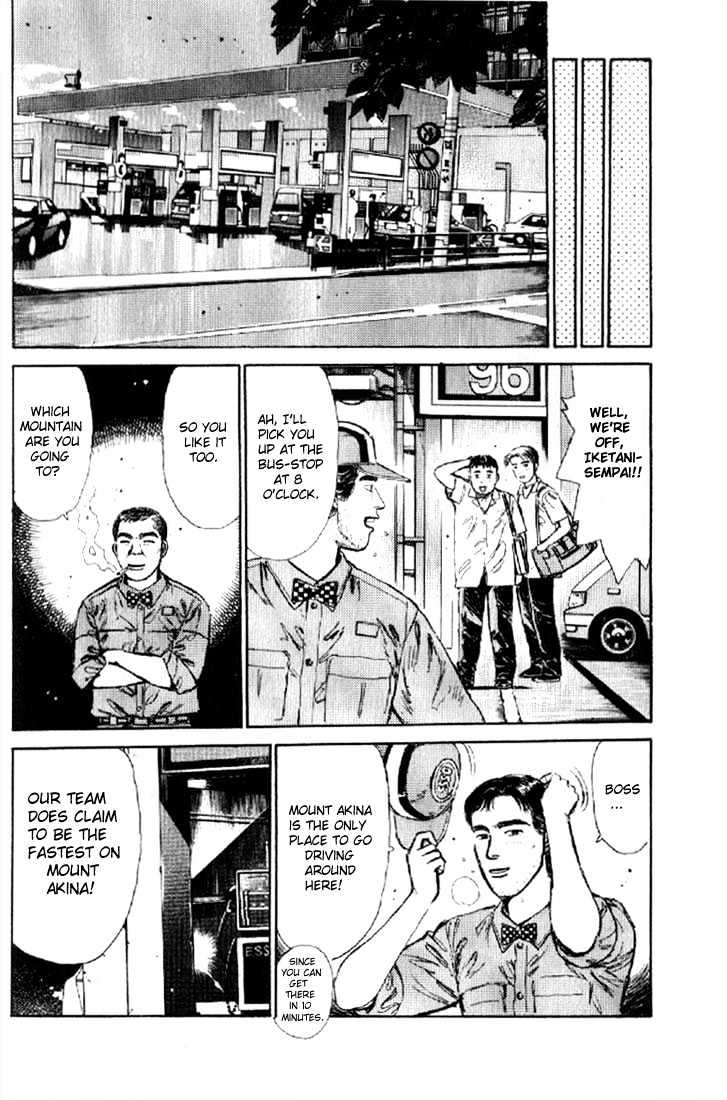 ESS
96
WELL,
WE'RE
OFF,
IKETANI-
SEMPAI!!
AH, I'LL
PICK YOU
UP AT THE
BUS-STOP
AT 8
O'CLOCK.
SO YOU
LIKE IT
TOO.
WHICH
MOUNTAIN
ARE YOU
GOING
TO?
BOSS
...
MOUNT AKINA
IS THE ONLY
PLACE TO GO
DRIVING
AROUND
HERE!
SINCE
YOU CAN
GET
THERE
IN 10
MINUTES.
OUR TEAM
DOES CLAIM
TO BE THE
FASTEST ON
MOUNT
AKINA!
ESS